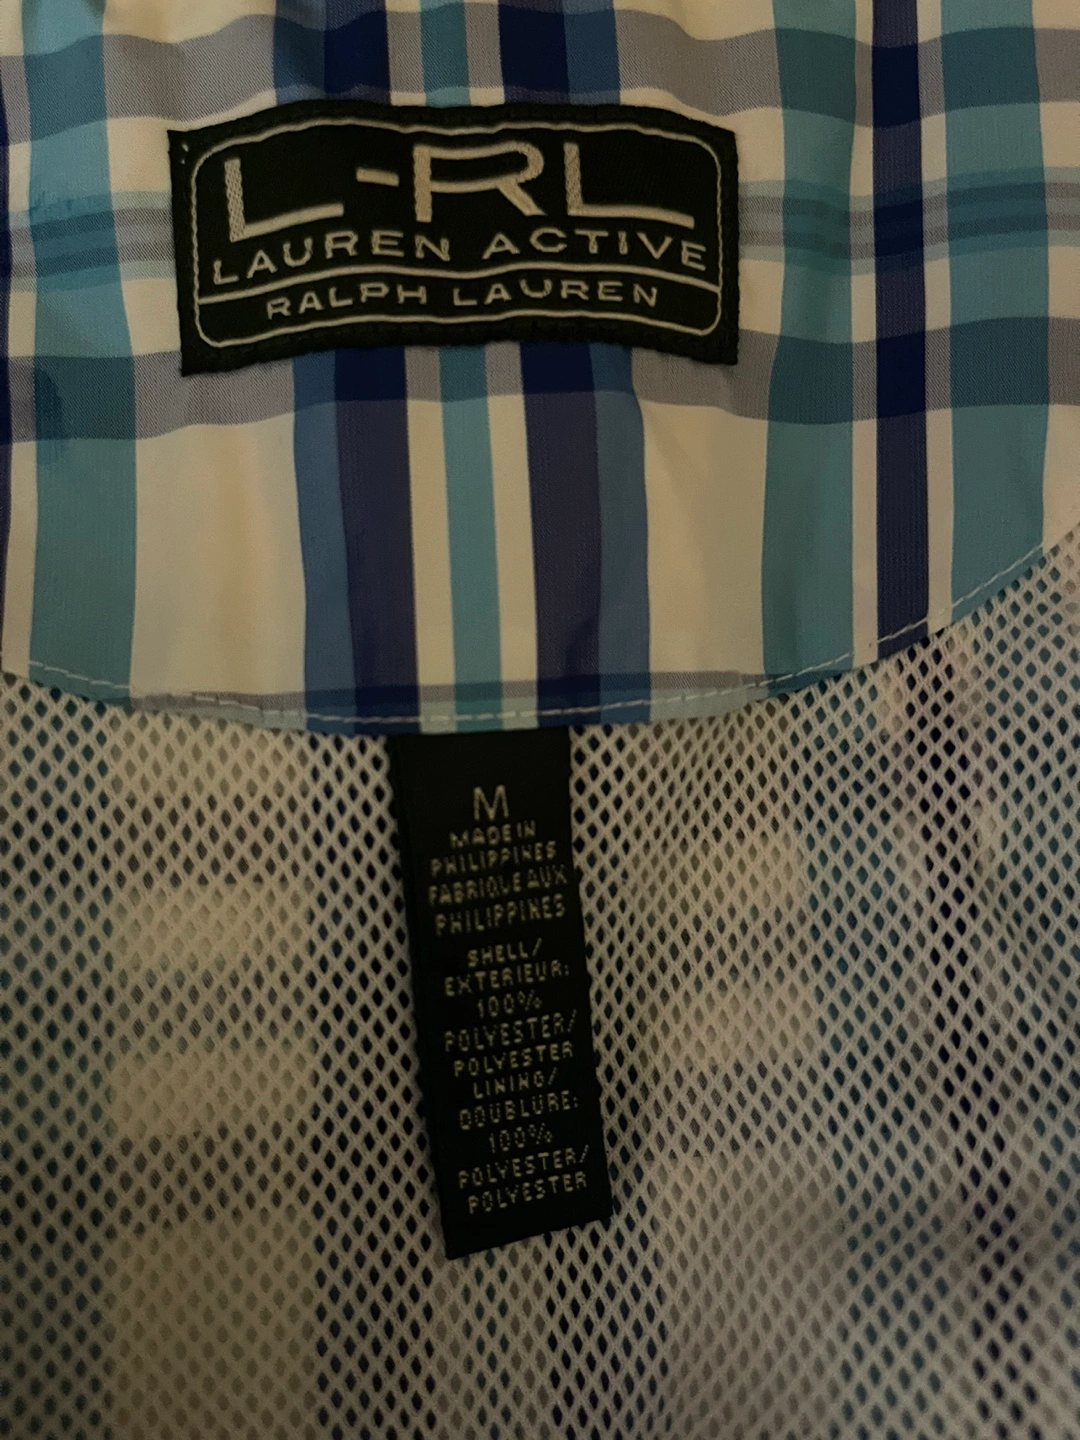 L-RL
LAUREN ACTIVE
RALPH LAUREN
M
MADE IN
PHILIPPINES
FABRIQUE AUX
PHILIPPINES
SHELL/
EXTERIEUR:
100%
POLYESTER/
POLYESTER
LINING/
DOUBLURE:
100%
POLYESTER/
POLYESTER